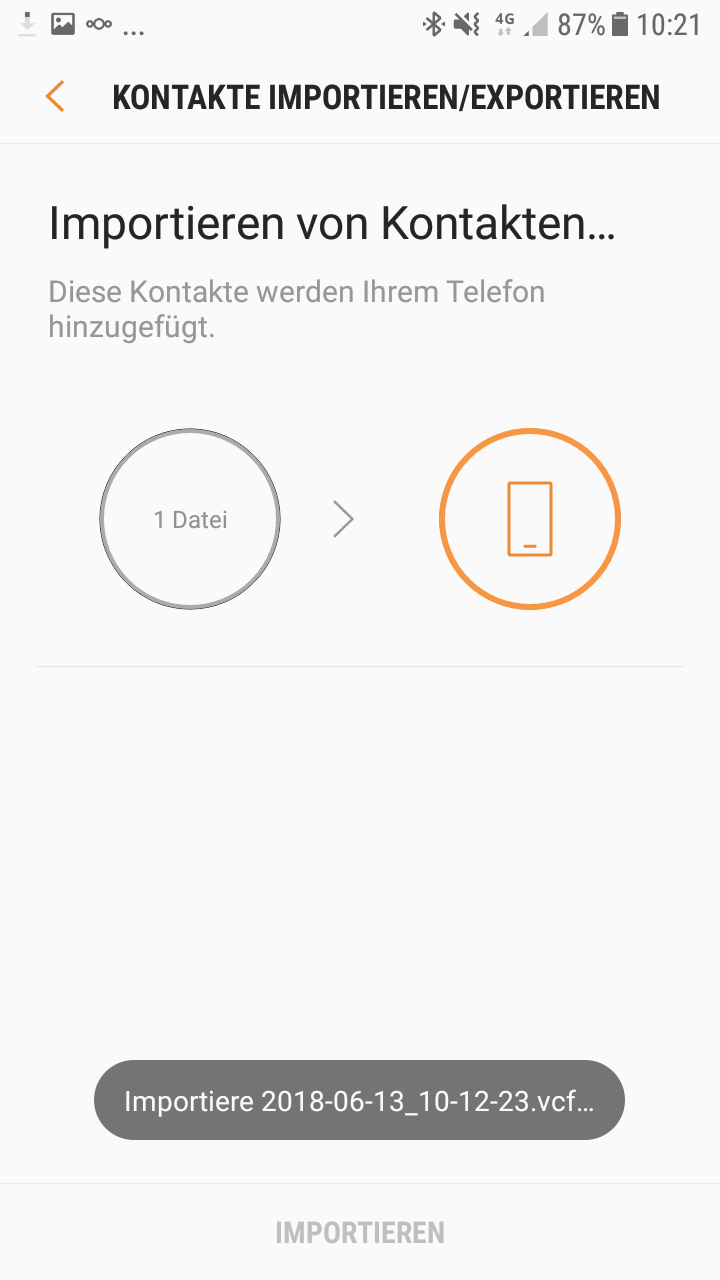 ...
4G 87% 10:21
KONTAKTE IMPORTIEREN/EXPORTIEREN
Importieren von Kontakten...
Diese Kontakte werden Ihrem Telefon
hinzugefügt.
1 Datei
Importiere 2018-06-13_10-12-23.vcf...
IMPORTIEREN